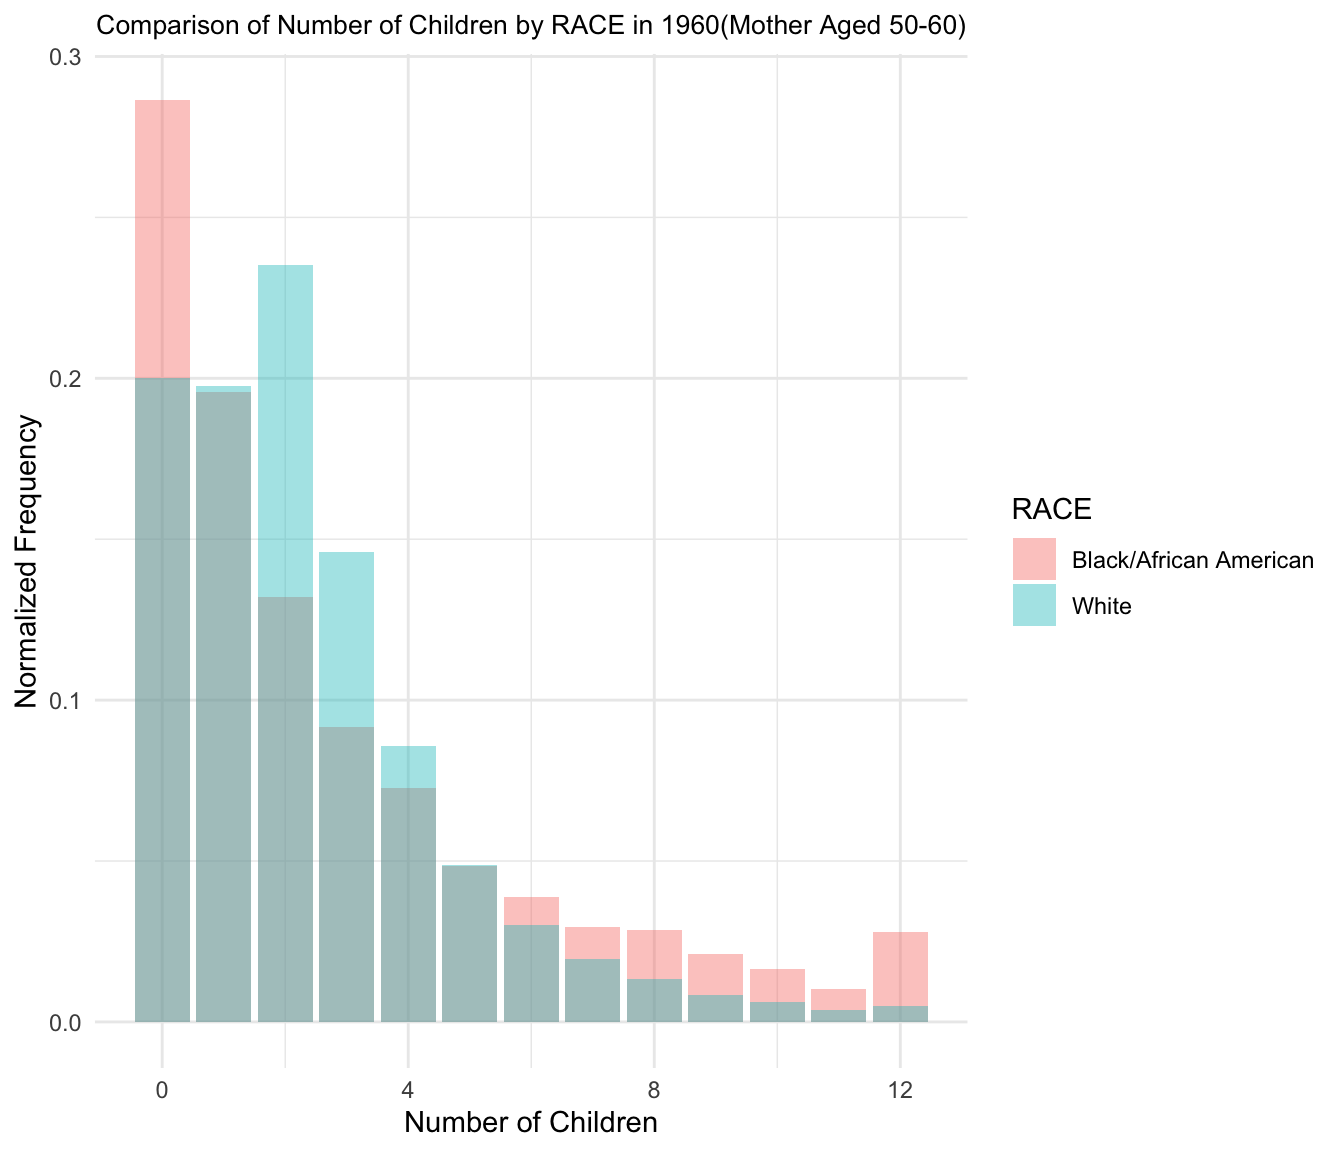 Comparison of Number of Children by RACE in 1960(Mother Aged 50-60)
0.3
0.2
0.1
0.0
Normalized Frequency
0 4 8 12
Number of Children
RACE
Black/African American
White